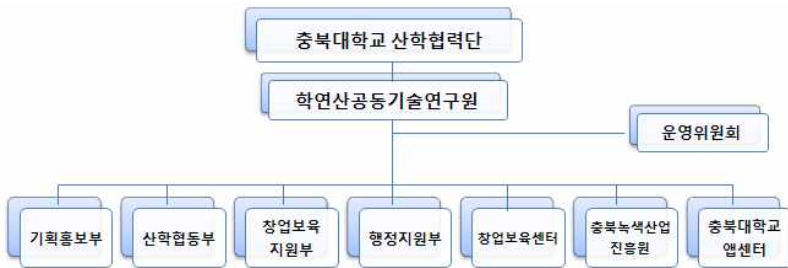 충북대학교 산학협력단
학연산공동기술연구원
운영위원회
기획홍보부
산학협동부
창업보육
지원부
행정지원부
창업보육센터
충북녹색산업
진흥원
충북대학교
앱센터